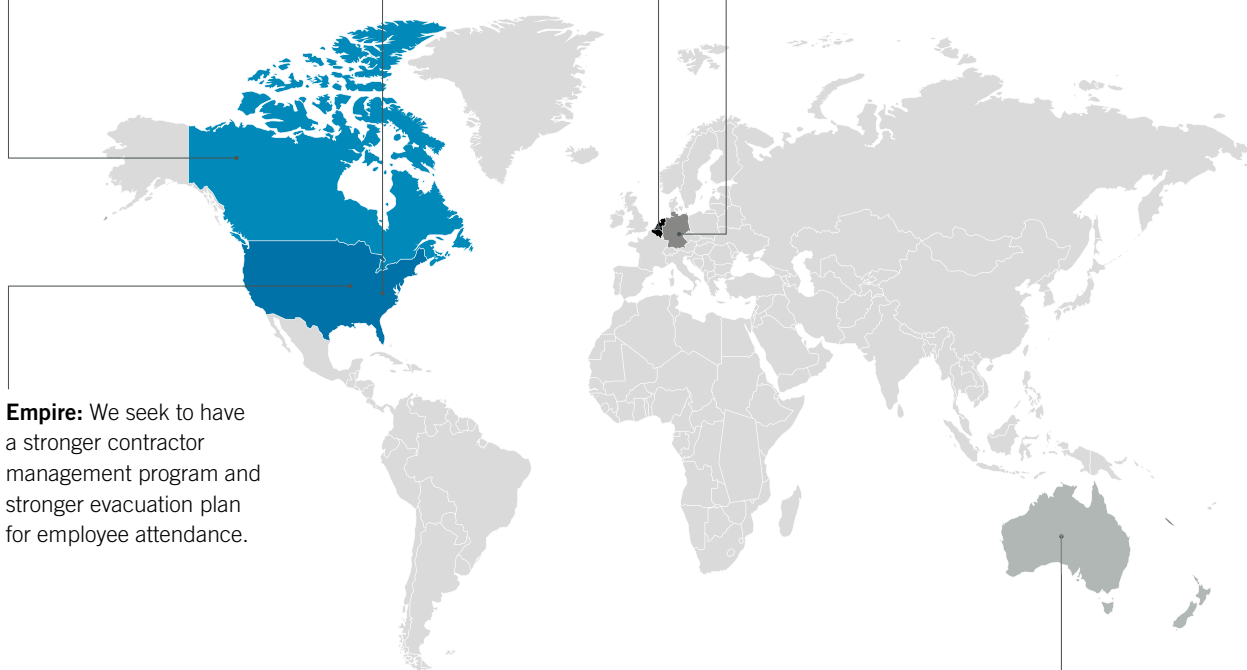 Empire: We seek to have
a stronger contractor
management program and
stronger evacuation plan
for employee attendance.